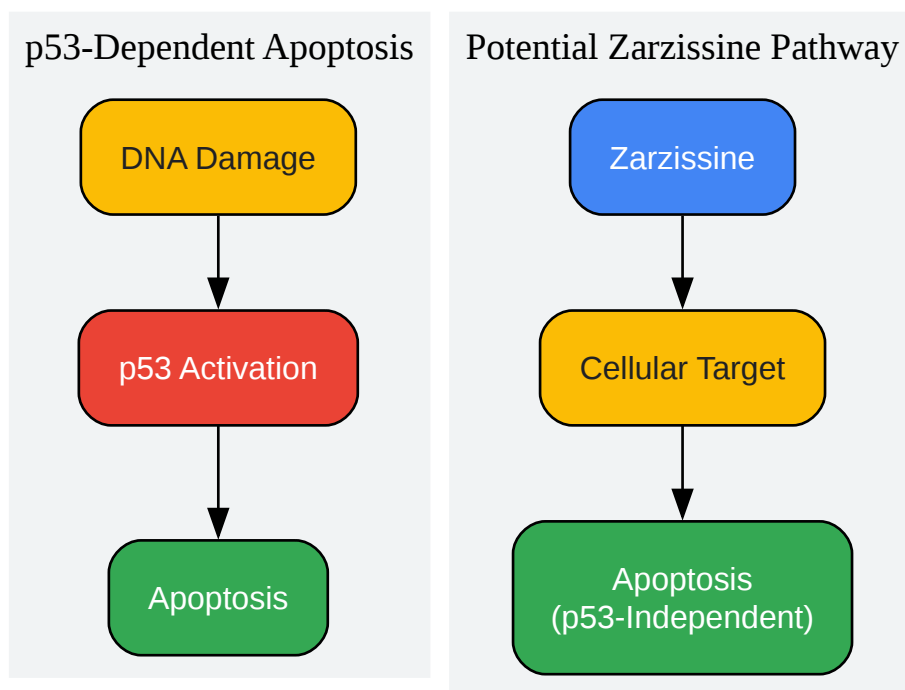 p53-Dependent Apoptosis
DNA Damage
p53 Activation
Apoptosis
Potential Zarzissine Pathway
Zarzissine
Cellular Target
Apoptosis
(p53-Independent)